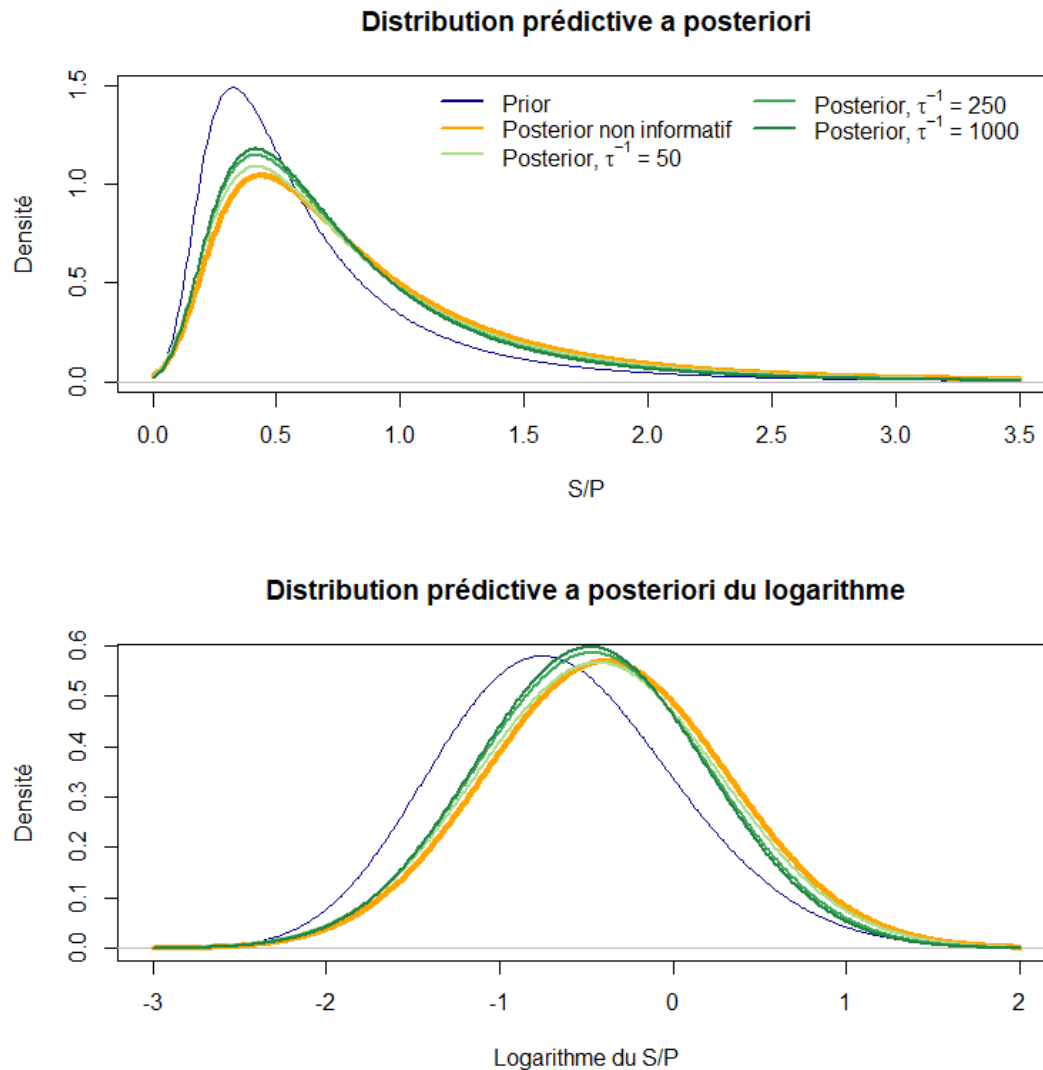 Distribution prédictive a posteriori
Densité
0.0 0.5 1.0 1.5
Prior
Posterior non informatif
Posterior, τ⁻¹ = 50
Posterior, τ⁻¹ = 250
Posterior, τ⁻¹ = 1000
0.0 0.5 1.0 1.5 2.0 2.5 3.0 3.5
S/P
Distribution prédictive a posteriori du logarithme
Densité
0.0 0.1 0.2 0.3 0.4 0.5 0.6
-3 -2 -1 0 1 2
Logarithme du S/P